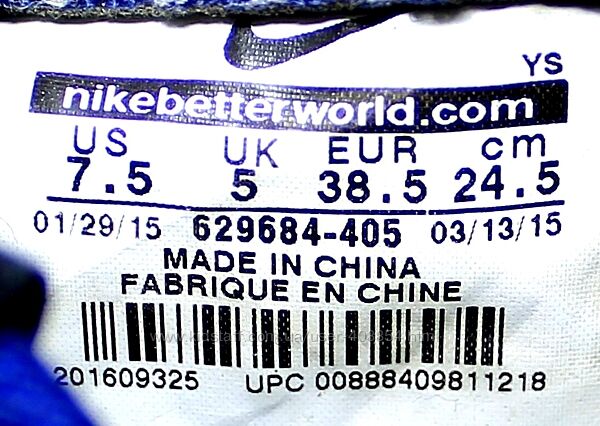 YS
nikebetterworld.com
US UK EUR cm
7.5 5 38.5 24.5
01/29/15 629684-405 03/13/15
MADE IN CHINA
FABRIQUE EN CHINE
201609325 UPC 00888409811218